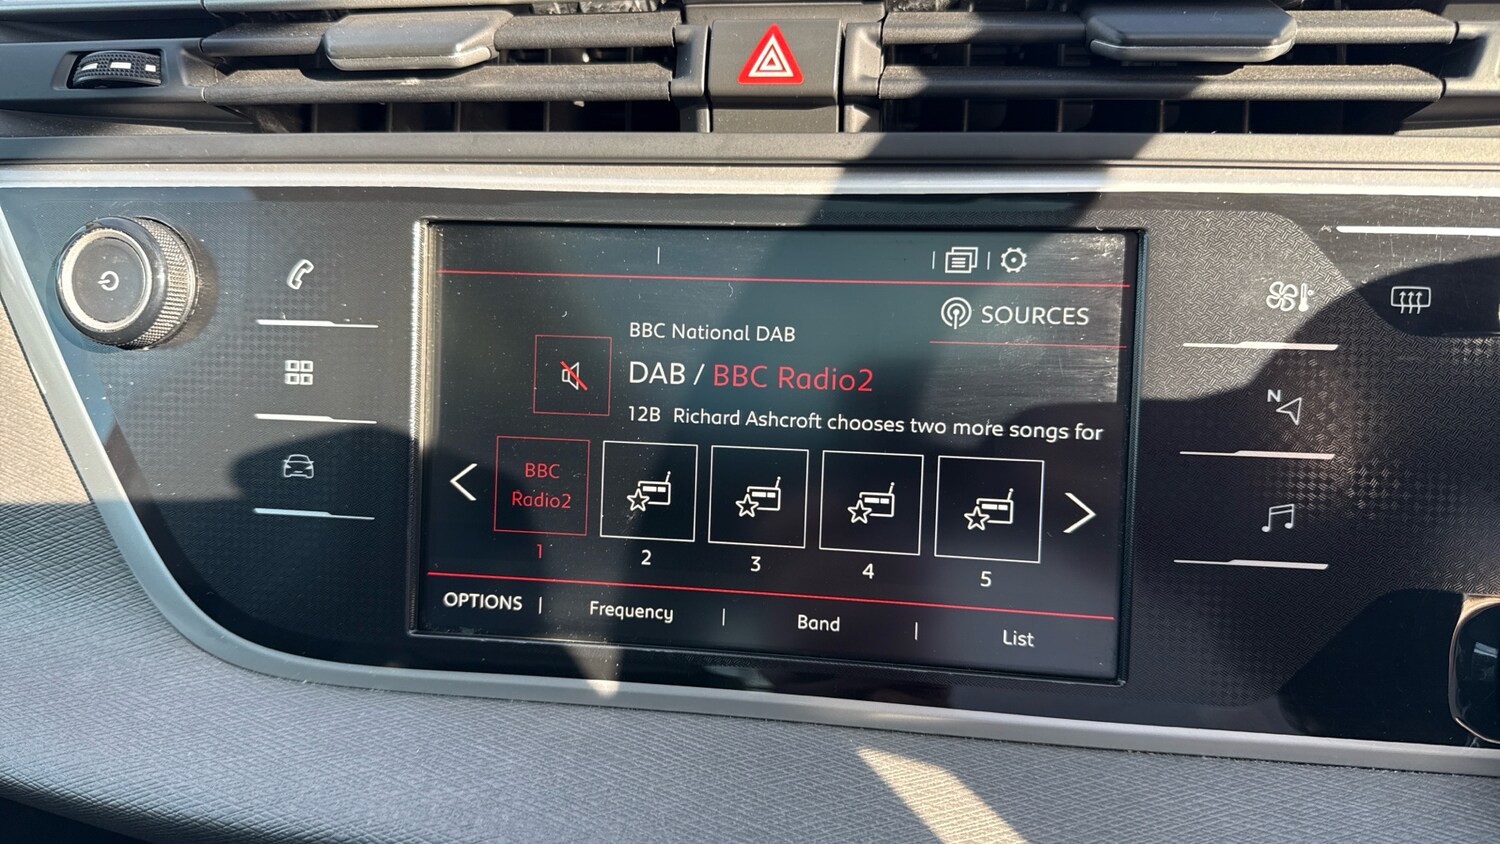 SOURCES
BBC National DAB
DAB / BBC Radio2
12B Richard Ashcroft chooses two more songs for
BBC
Radio2
1 2 3 4 5
OPTIONS | Frequency | Band | List
N